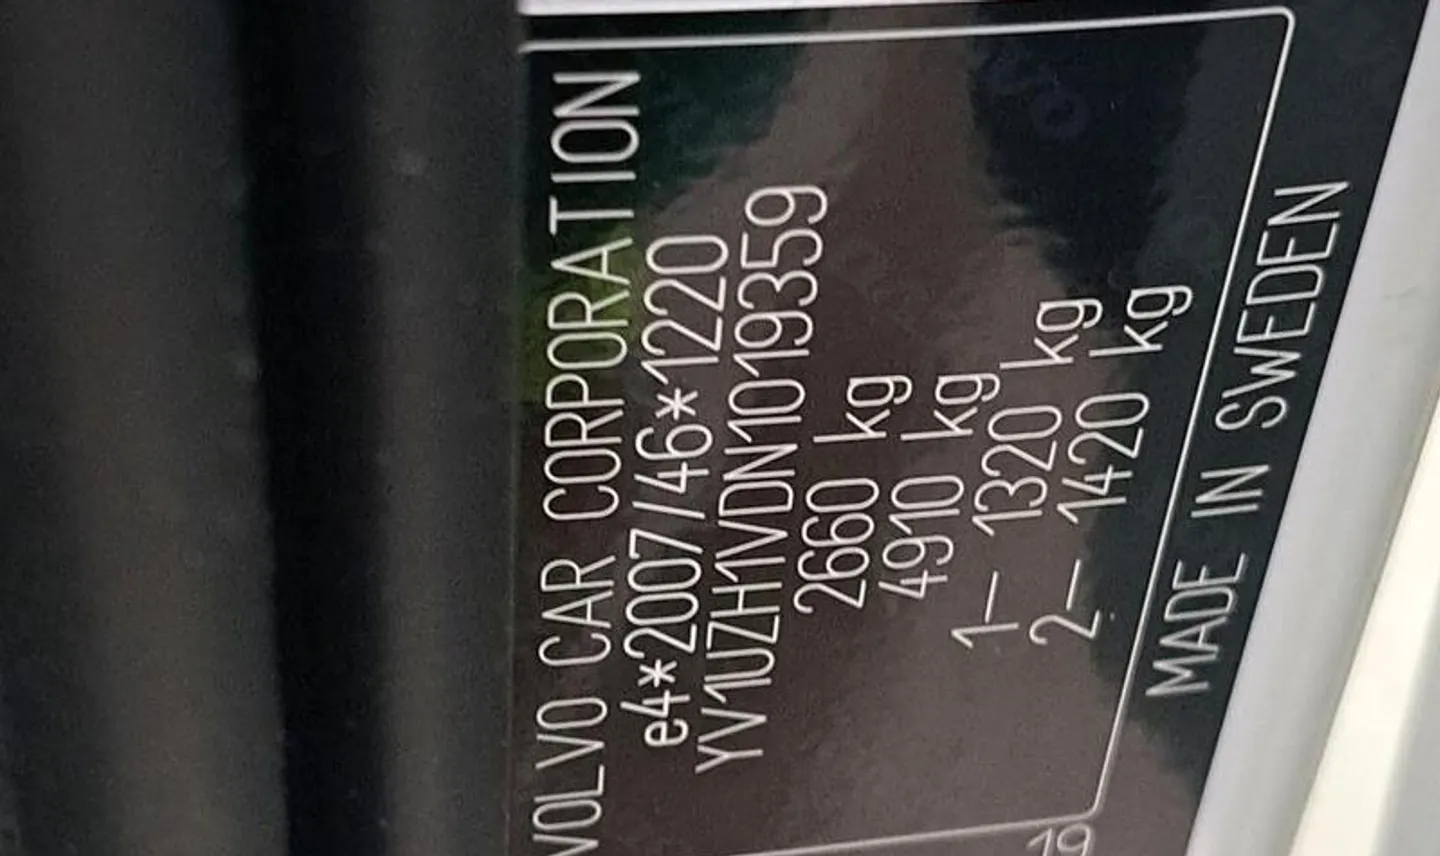 VOLVO CAR CORPORATION
e4*2007/46*1220
YV1UZH1VDN1019359
2660 kg
4910 kg
1– 1320 kg
2– 1420 kg
MADE IN SWEDEN
19